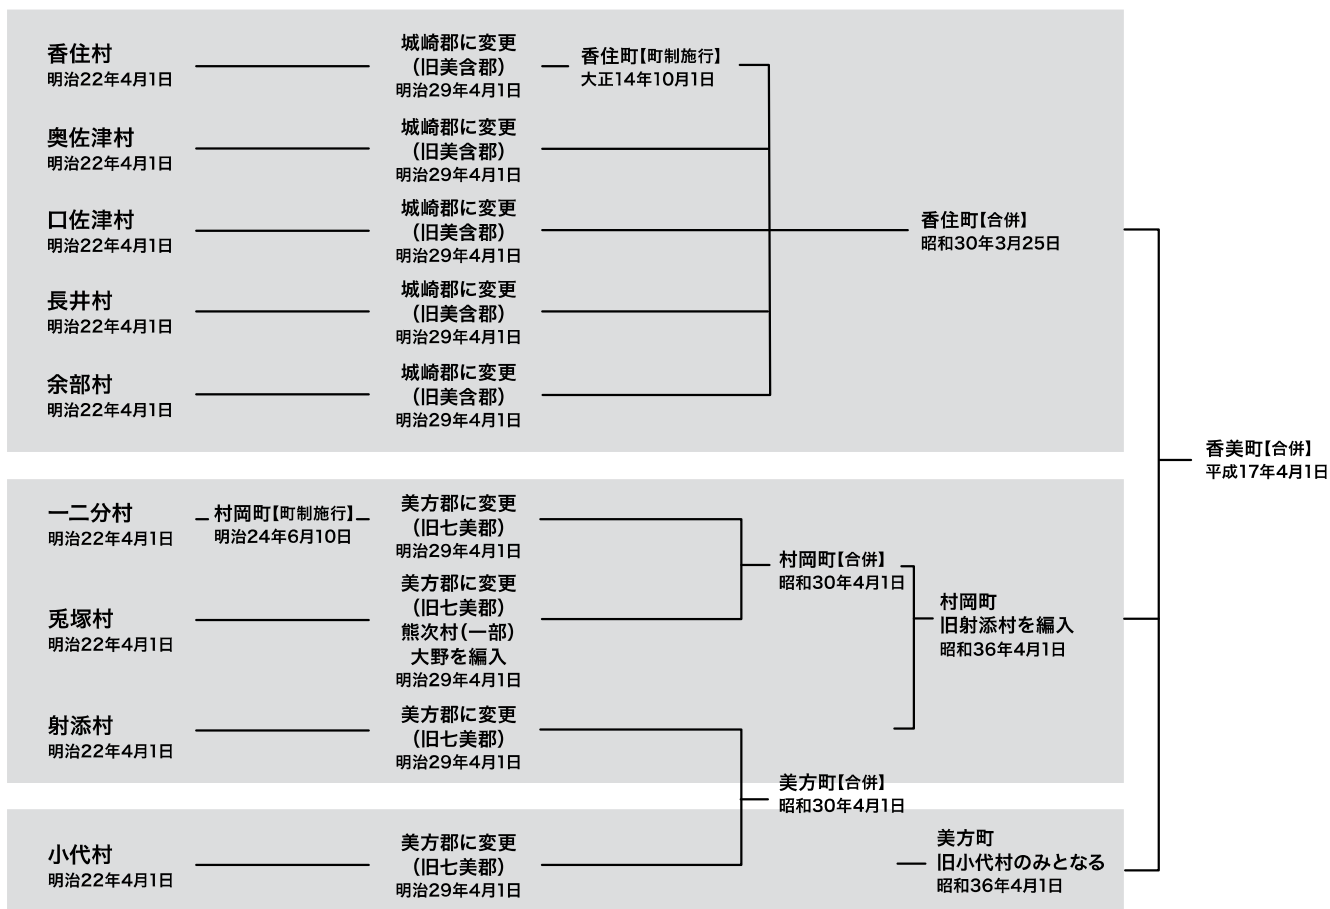 香住村
明治22年4月1日
城崎郡に変更
(旧美含郡)
明治29年4月1日
香住町【町制施行】
大正14年10月1日
奥佐津村
明治22年4月1日
城崎郡に変更
(旧美含郡)
明治29年4月1日
口佐津村
明治22年4月1日
城崎郡に変更
(旧美含郡)
明治29年4月1日
香住町【合併】
昭和30年3月25日
長井村
明治22年4月1日
城崎郡に変更
(旧美含郡)
明治29年4月1日
余部村
明治22年4月1日
城崎郡に変更
(旧美含郡)
明治29年4月1日
香美町【合併】
平成17年4月1日
一二分村
明治22年4月1日
村岡町【町制施行】
明治24年6月10日
美方郡に変更
(旧七美郡)
明治29年4月1日
村岡町【合併】
昭和30年4月1日
兎塚村
明治22年4月1日
美方郡に変更
(旧七美郡)
熊次村(一部)
大野を編入
明治29年4月1日
村岡町
旧射添村を編入
昭和36年4月1日
射添村
明治22年4月1日
美方郡に変更
(旧七美郡)
明治29年4月1日
美方町【合併】
昭和30年4月1日
小代村
明治22年4月1日
美方郡に変更
(旧七美郡)
明治29年4月1日
美方町
旧小代村のみとなる
昭和36年4月1日